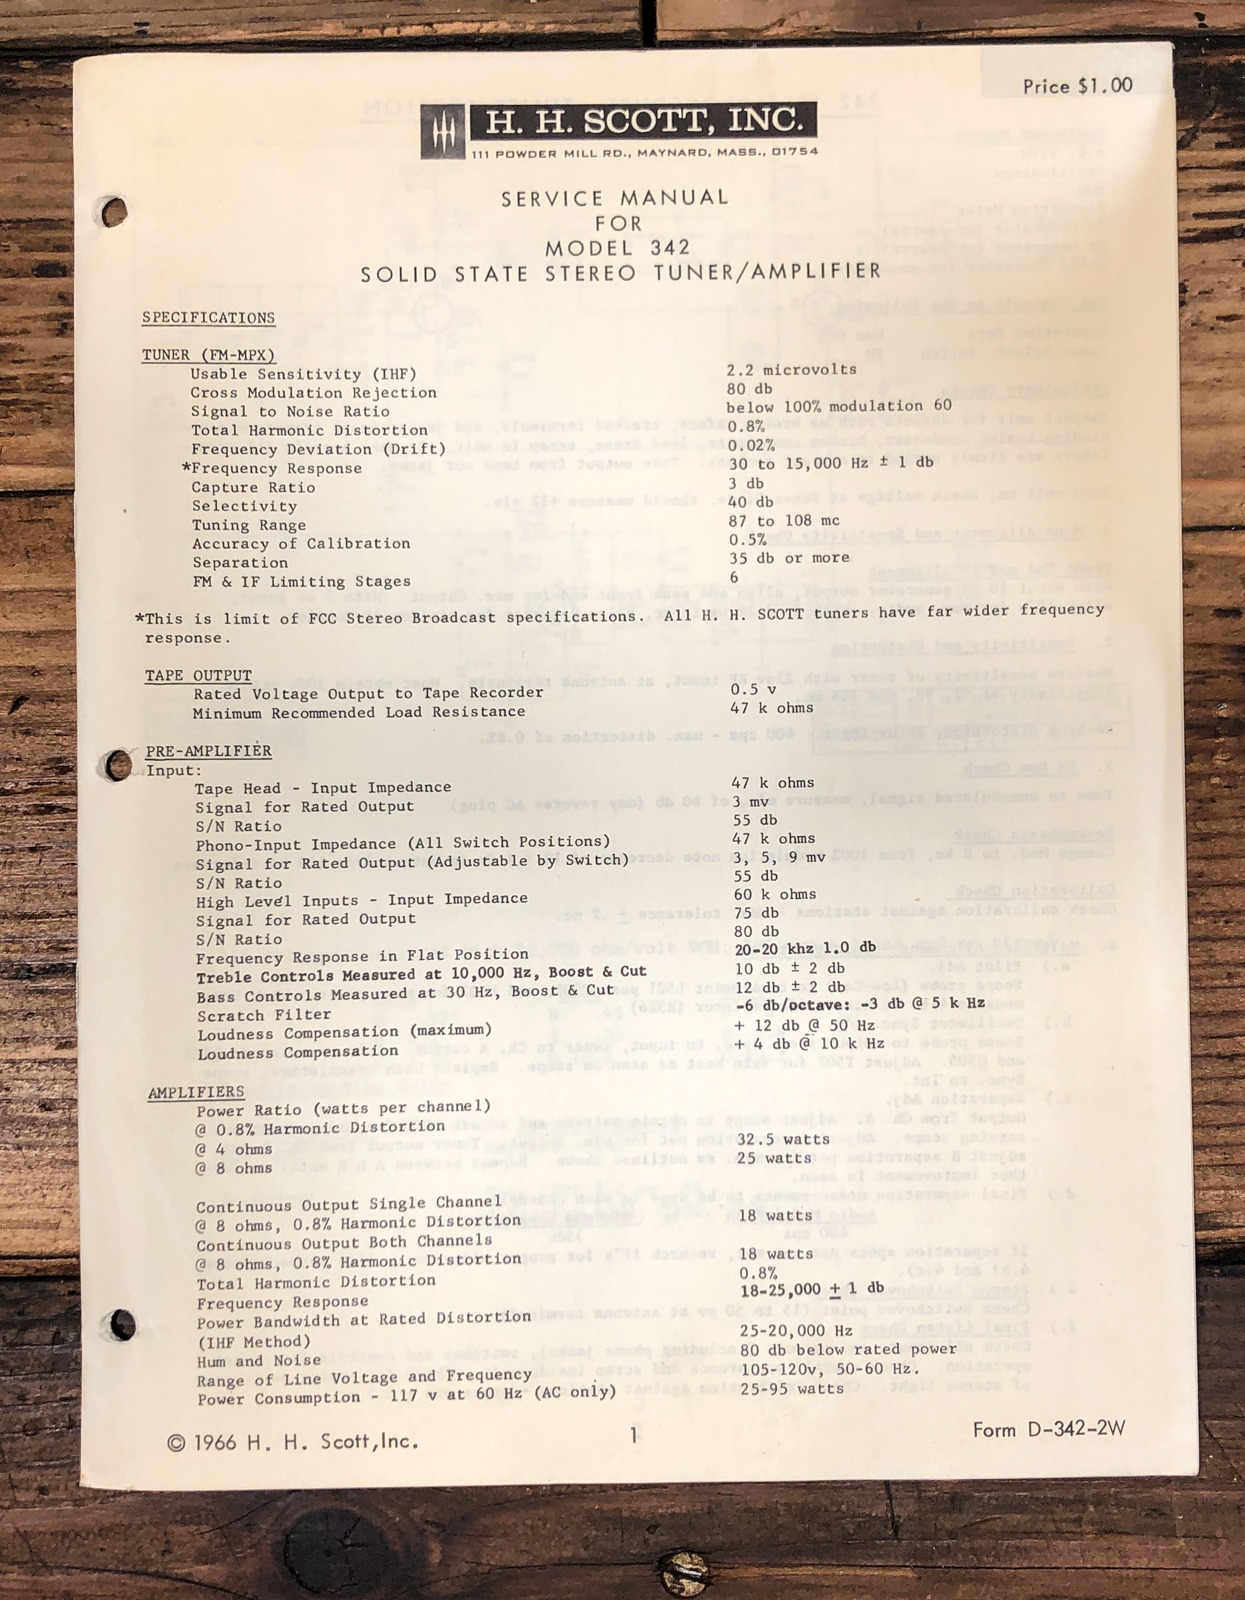 Price $1.00
H. H. SCOTT, INC.
111 POWDER MILL RD., MAYNARD, MASS., 01754
SERVICE MANUAL
FOR
MODEL 342
SOLID STATE STEREO TUNER/AMPLIFIER
SPECIFICATIONS
TUNER (FM-MPX)
Usable Sensitivity (IHF) 2.2 microvolts
Cross Modulation Rejection 80 db
Signal to Noise Ratio below 100% modulation 60
Total Harmonic Distortion 0.8%
Frequency Deviation (Drift) 0.02%
*Frequency Response 30 to 15,000 Hz ± 1 db
Capture Ratio 3 db
Selectivity 40 db
Tuning Range 87 to 108 mc
Accuracy of Calibration 0.5%
Separation 35 db or more
FM & IF Limiting Stages 6
*This is limit of FCC Stereo Broadcast specifications. All H. H. SCOTT tuners have far wider frequency
response.
TAPE OUTPUT
Rated Voltage Output to Tape Recorder 0.5 v
Minimum Recommended Load Resistance 47 k ohms
PRE-AMPLIFIER
Input:
Tape Head - Input Impedance 47 k ohms
Signal for Rated Output 3 mv
S/N Ratio 55 db
Phono-Input Impedance (All Switch Positions) 47 k ohms
Signal for Rated Output (Adjustable by Switch) 3, 5, 9 mv
S/N Ratio 55 db
High Level Inputs - Input Impedance 60 k ohms
Signal for Rated Output 75 db
S/N Ratio 80 db
Frequency Response in Flat Position 20-20 khz 1.0 db
Treble Controls Measured at 10,000 Hz, Boost & Cut 10 db ± 2 db
Bass Controls Measured at 30 Hz, Boost & Cut 12 db ± 2 db
Scratch Filter -6 db/octave: -3 db @ 5 k Hz
Loudness Compensation (maximum) + 12 db @ 50 Hz
Loudness Compensation + 4 db @ 10 k Hz
AMPLIFIERS
Power Ratio (watts per channel)
@ 0.8% Harmonic Distortion
@ 4 ohms 32.5 watts
@ 8 ohms 25 watts
Continuous Output Single Channel
@ 8 ohms, 0.8% Harmonic Distortion 18 watts
Continuous Output Both Channels
@ 8 ohms, 0.8% Harmonic Distortion 18 watts
Total Harmonic Distortion 0.8%
Frequency Response 18-25,000 ± 1 db
Power Bandwidth at Rated Distortion
(IHF Method) 25-20,000 Hz
Hum and Noise 80 db below rated power
Range of Line Voltage and Frequency 105-120v, 50-60 Hz.
Power Consumption - 117 v at 60 Hz (AC only) 25-95 watts
© 1966 H. H. Scott,Inc. 1 Form D-342-2W